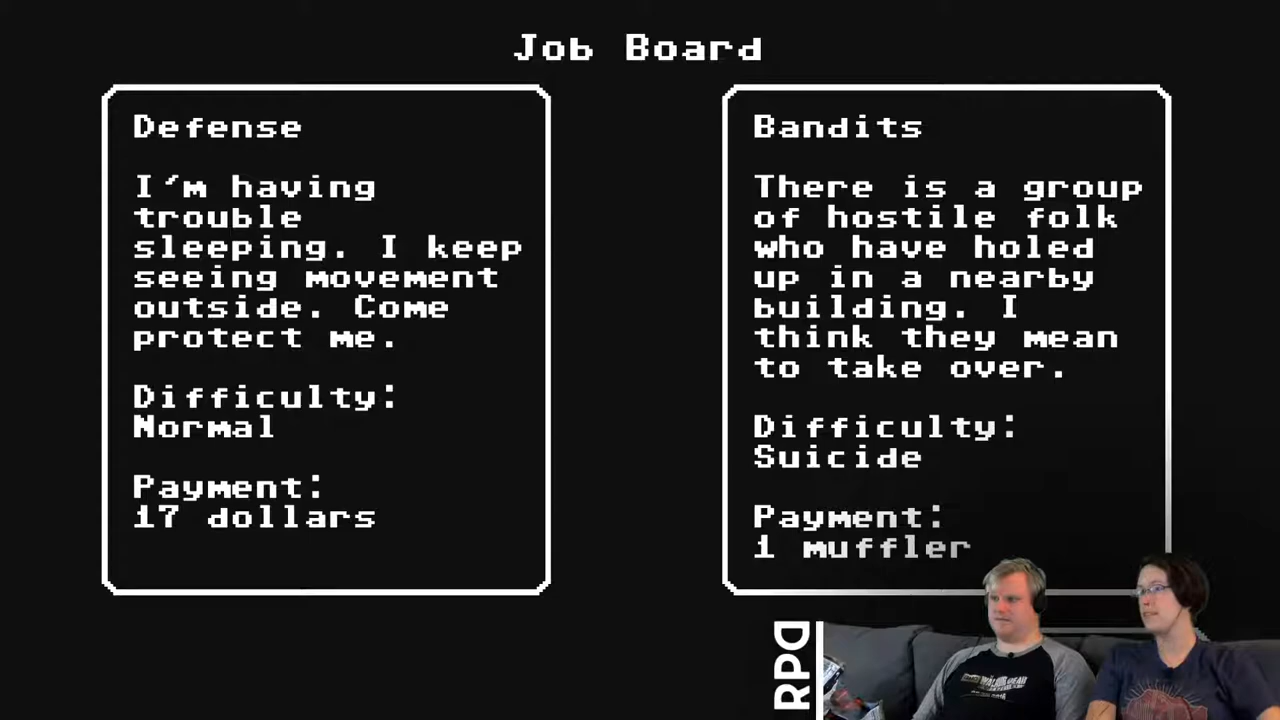 Job Board
Defense
I'm having
trouble
sleeping. I keep
seeing movement
outside. Come
protect me.
Difficulty:
Normal
Payment:
17 dollars
Bandits
There is a group
of hostile folk
who have holed
up in a nearby
building. I
think they mean
to take over.
Difficulty:
Suicide
Payment:
1 muffler
RPD